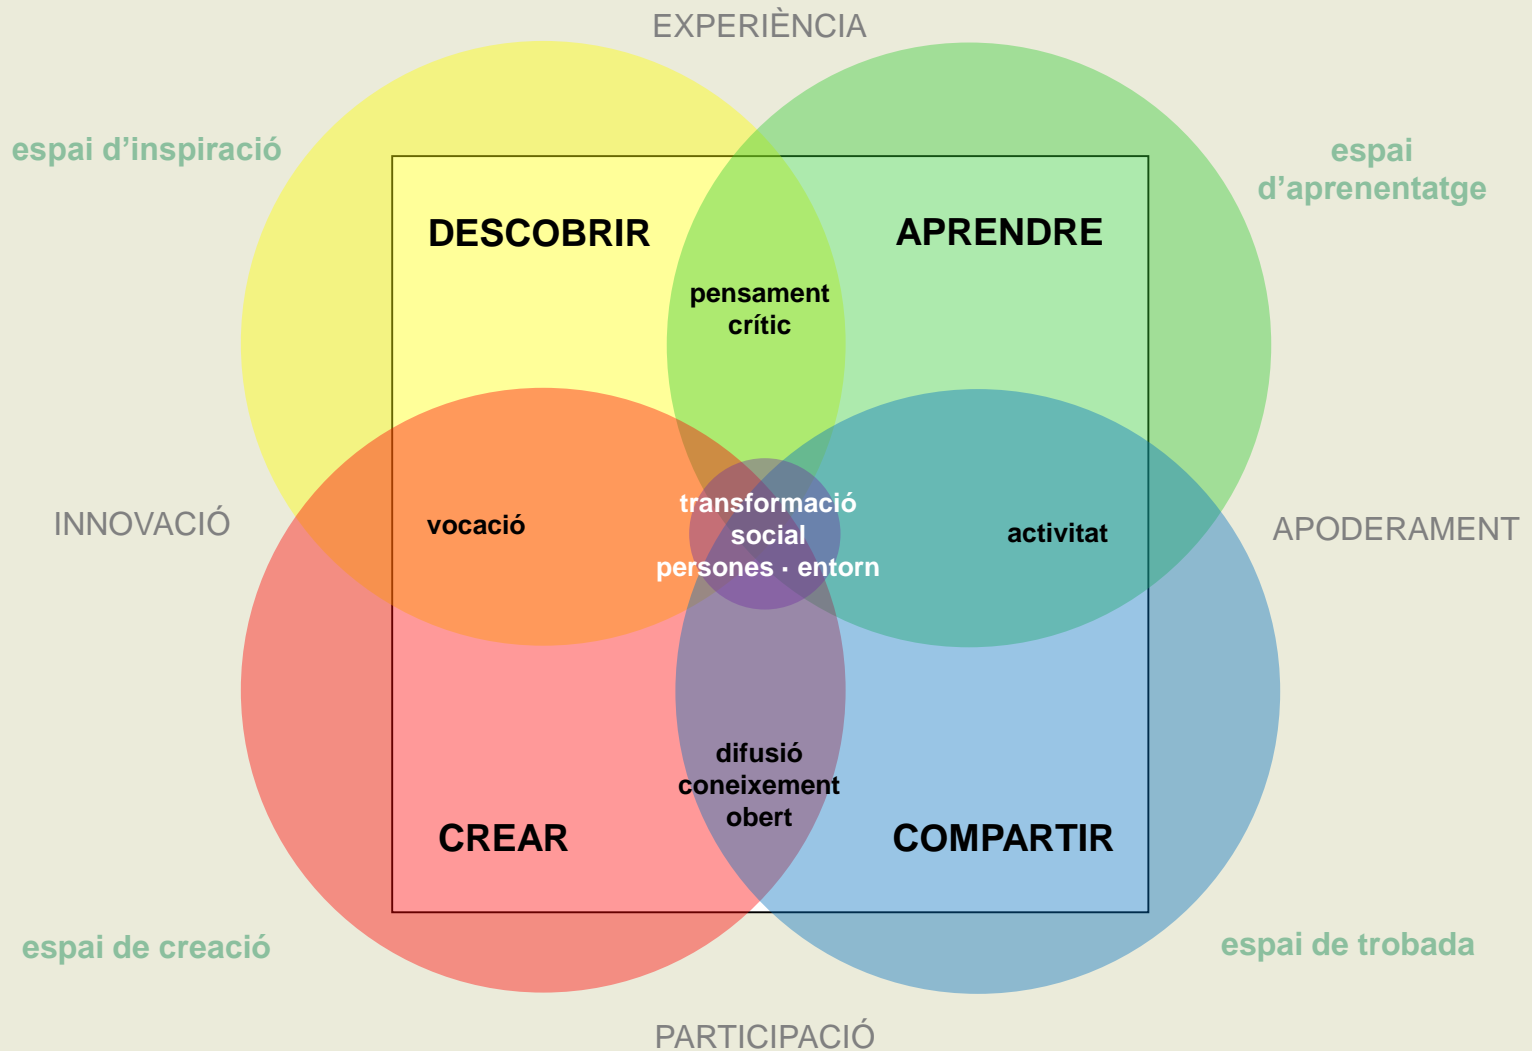 EXPERIÈNCIA
espai d’inspiració
espai
d’aprenentatge
DESCOBRIR
APRENDRE
pensament
crític
INNOVACIÓ
vocació
transformació
social
persones · entorn
activitat
APODERAMENT
difusió
coneixement
obert
CREAR
COMPARTIR
espai de creació
espai de trobada
PARTICIPACIÓ